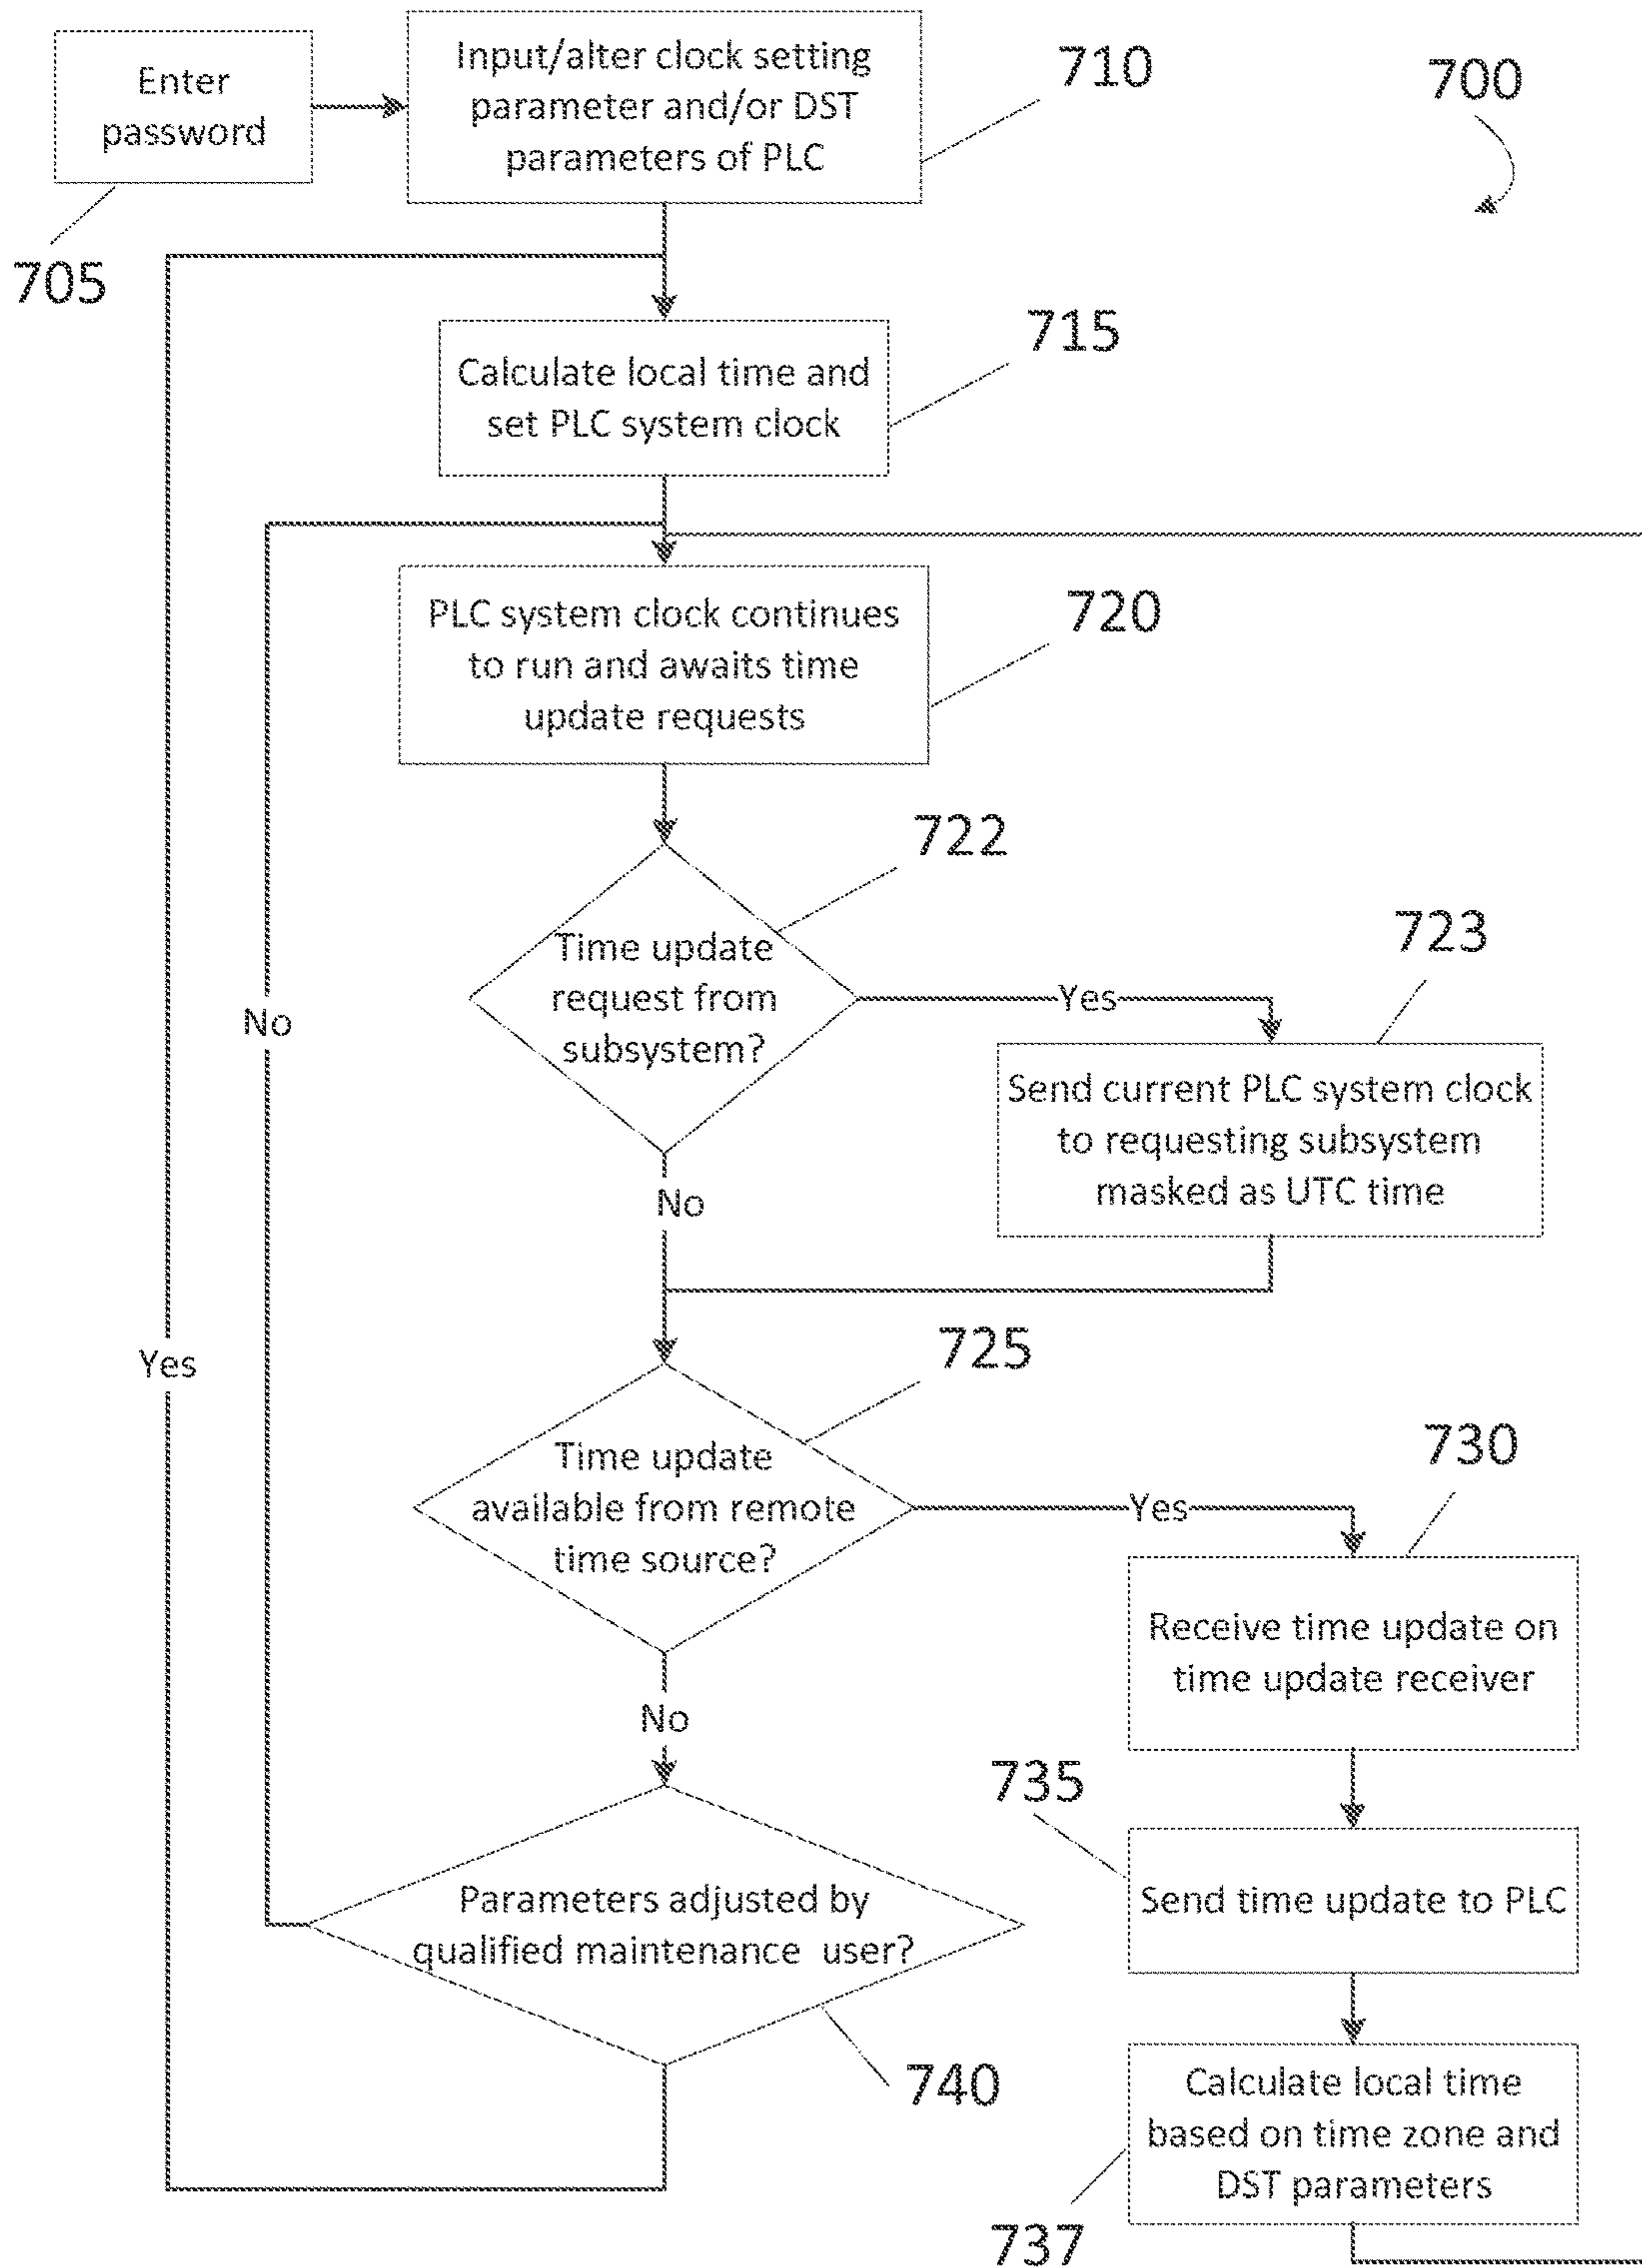 Enter
password
705
Input/alter clock setting
parameter and/or DST
parameters of PLC
710
700
Calculate local time and
set PLC system clock
715
PLC system clock continues
to run and awaits time
update requests
720
Time update
request from
subsystem?
722
Yes
723
Send current PLC system clock
to requesting subsystem
masked as UTC time
No
No
Time update
available from remote
time source?
725
Yes
730
Receive time update on
time update receiver
Yes
No
735
Send time update to PLC
Parameters adjusted by
qualified maintenance user?
740
Calculate local time
based on time zone and
DST parameters
737